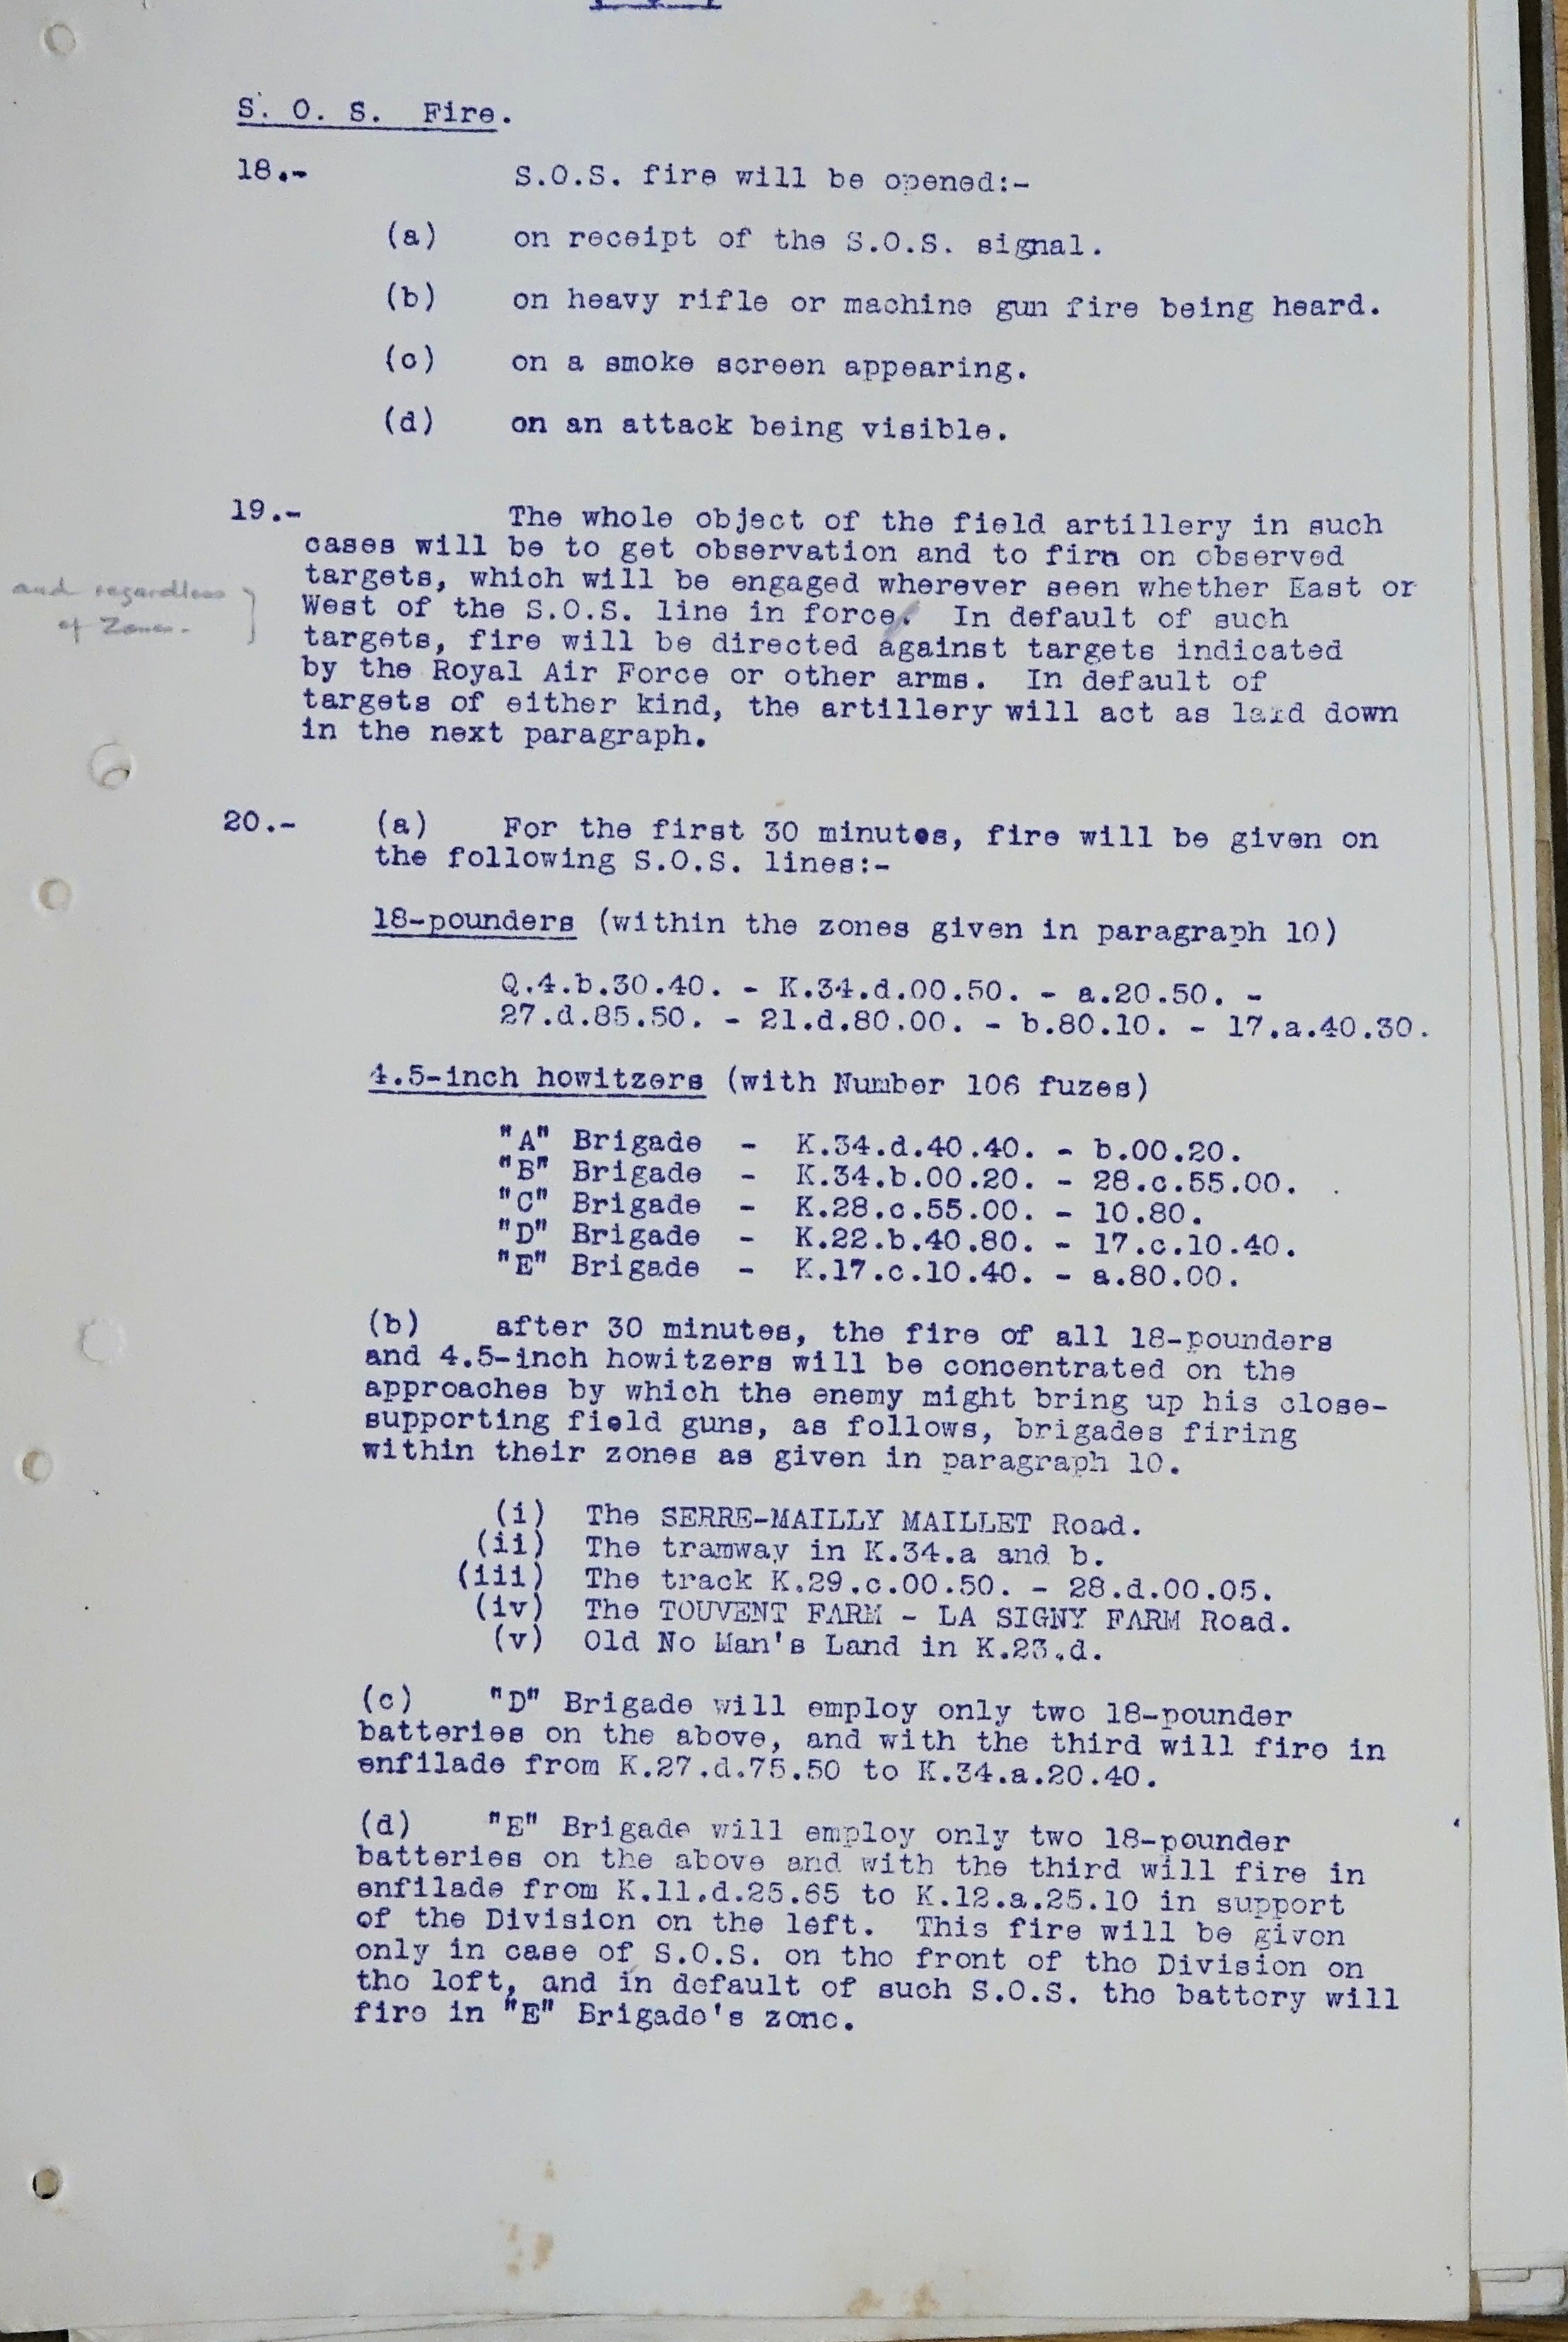 S. O. S.  Fire.
18.-  S.O.S. fire will be opened:-
(a)  on receipt of the S.O.S. signal.
(b)  on heavy rifle or machine gun fire being heard.
(c)  on a smoke screen appearing.
(d)  on an attack being visible.
19.-  The whole object of the field artillery in such
cases will be to get observation and to fire on observed
targets, which will be engaged wherever seen whether East or
and regardless
West of the S.O.S. line in force.  In default of such
of Zones.
targets, fire will be directed against targets indicated
by the Royal Air Force or other arms.  In default of
targets of either kind, the artillery will act as laid down
in the next paragraph.
20.-  (a)  For the first 30 minutes, fire will be given on
the following S.O.S. lines:-
18-pounders (within the zones given in paragraph 10)
Q.4.b.30.40. - K.34.d.00.50. - a.20.50. -
27.d.85.50. - 21.d.80.00. - b.80.10. - 17.a.40.30.
4.5-inch howitzers (with Number 106 fuzes)
"A" Brigade  -  K.34.d.40.40. - b.00.20.
"B" Brigade  -  K.34.b.00.20. - 28.c.55.00.
"C" Brigade  -  K.28.c.55.00. - 10.80.
"D" Brigade  -  K.22.b.40.80. - 17.c.10.40.
"E" Brigade  -  K.17.c.10.40. - a.80.00.
(b)  after 30 minutes, the fire of all 18-pounders
and 4.5-inch howitzers will be concentrated on the
approaches by which the enemy might bring up his close-
supporting field guns, as follows, brigades firing
within their zones as given in paragraph 10.
(i)  The SERRE-MAILLY MAILLET Road.
(ii)  The tramway in K.34.a and b.
(iii)  The track K.29.c.00.50. - 28.d.00.05.
(iv)  The TOUVENT FARM - LA SIGNY FARM Road.
(v)  Old No Man's Land in K.23.d.
(c)  "D" Brigade will employ only two 18-pounder
batteries on the above, and with the third will fire in
enfilade from K.27.d.75.50 to K.34.a.20.40.
(d)  "E" Brigade will employ only two 18-pounder
batteries on the above and with the third will fire in
enfilade from K.11.d.25.65 to K.12.a.25.10 in support
of the Division on the left.  This fire will be given
only in case of S.O.S. on the front of the Division on
the left, and in default of such S.O.S. the battery will
fire in "E" Brigade's zone.